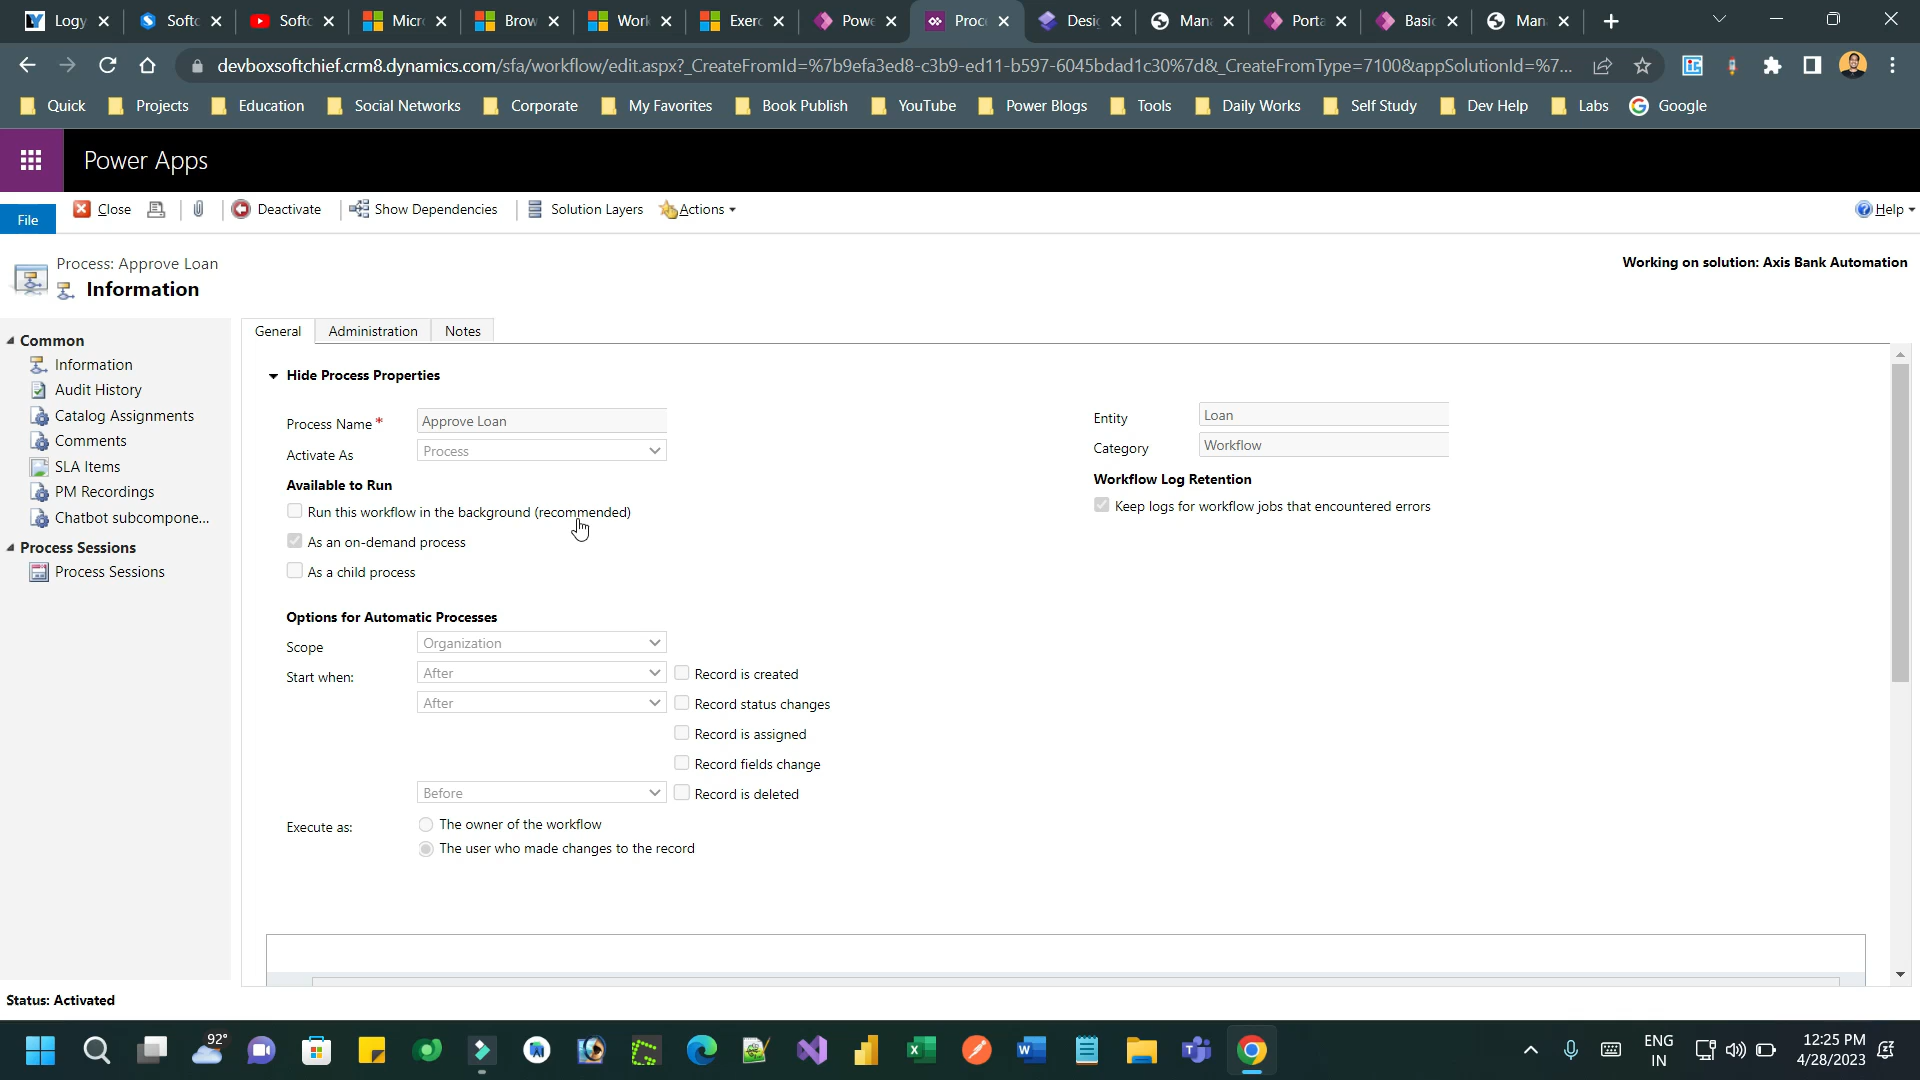 Logy
Softc
Softc
Micr
Brow
Work
Exerc
Powe
Proc
Desig
Mana
Porta
Basic
Mana
devboxsoftchief.crm8.dynamics.com/sfa/workflow/edit.aspx?_CreateFromId=%7b9efa3ed8-c3b9-ed11-b597-6045bdad1c30%7d&_CreateFromType=7100&appSolutionId=%7...
Quick
Projects
Education
Social Networks
Corporate
My Favorites
Book Publish
YouTube
Power Blogs
Tools
Daily Works
Self Study
Dev Help
Labs
Google
Power Apps
File
Close
Deactivate
Show Dependencies
Solution Layers
Actions
Help
Process: Approve Loan
Information
Working on solution: Axis Bank Automation
Common
Information
Audit History
Catalog Assignments
Comments
SLA Items
PM Recordings
Chatbot subcompone...
Process Sessions
Process Sessions
General
Administration
Notes
Hide Process Properties
Process Name*
Approve Loan
Activate As
Process
Available to Run
Run this workflow in the background (recommended)
As an on-demand process
As a child process
Entity
Loan
Category
Workflow
Workflow Log Retention
Keep logs for workflow jobs that encountered errors
Options for Automatic Processes
Scope
Organization
Start when:
After
Record is created
After
Record status changes
Record is assigned
Record fields change
Before
Record is deleted
Execute as:
The owner of the workflow
The user who made changes to the record
Status: Activated
92°
ENG
IN
12:25 PM
4/28/2023